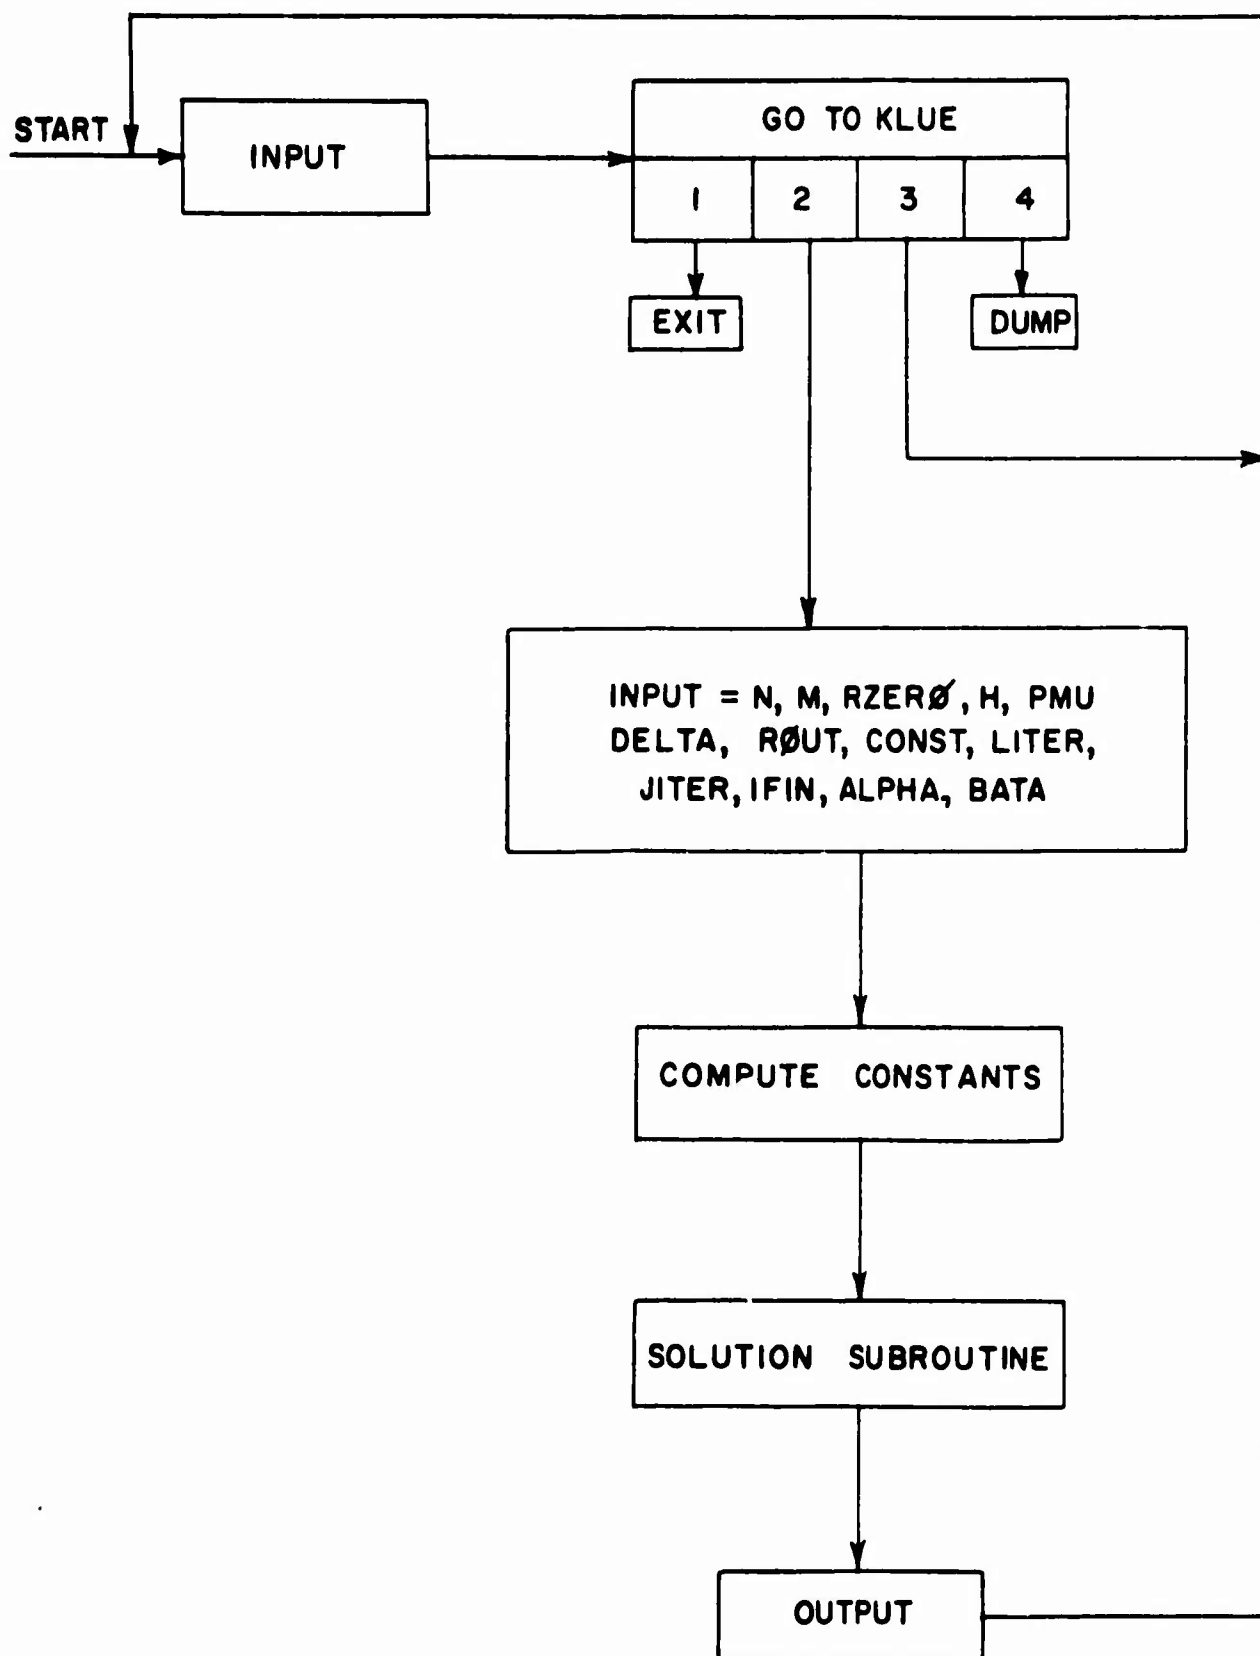 START
INPUT
GO TO KLUE
1 2 3 4
EXIT
DUMP
INPUT = N, M, RZERØ, H, PMU
DELTA, RØUT, CONST, LITER,
JITER, IFIN, ALPHA, BATA
COMPUTE CONSTANTS
SOLUTION SUBROUTINE
OUTPUT